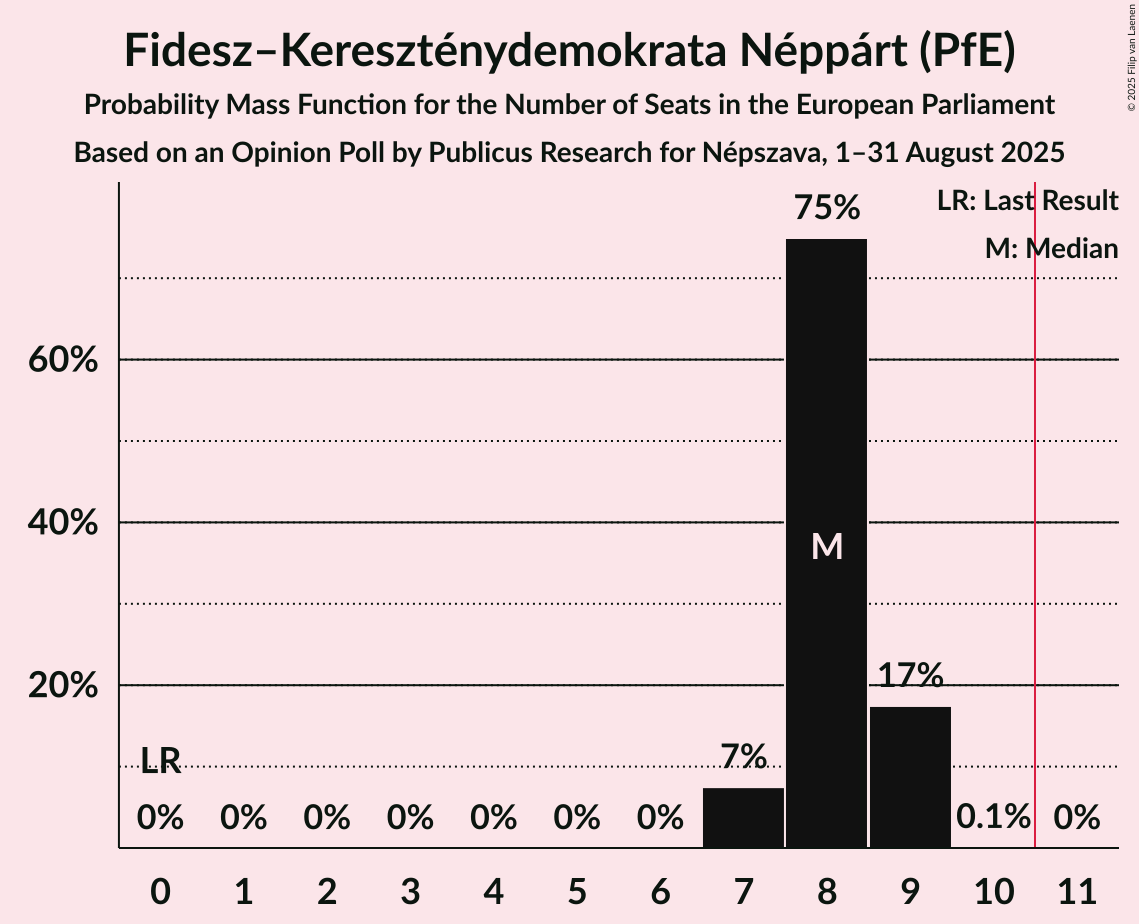 Fidesz–Kereszténydemokrata Néppárt (PfE)
Probability Mass Function for the Number of Seats in the European Parliament
Based on an Opinion Poll by Publicus Research for Népszava, 1–31 August 2025
© 2025 Filip van Laenen
LR: Last Result
M: Median
75%
60%
40%
M
20%
17%
LR
7%
0% 0% 0% 0% 0% 0% 0% 0.1% 0%
0 1 2 3 4 5 6 7 8 9 10 11